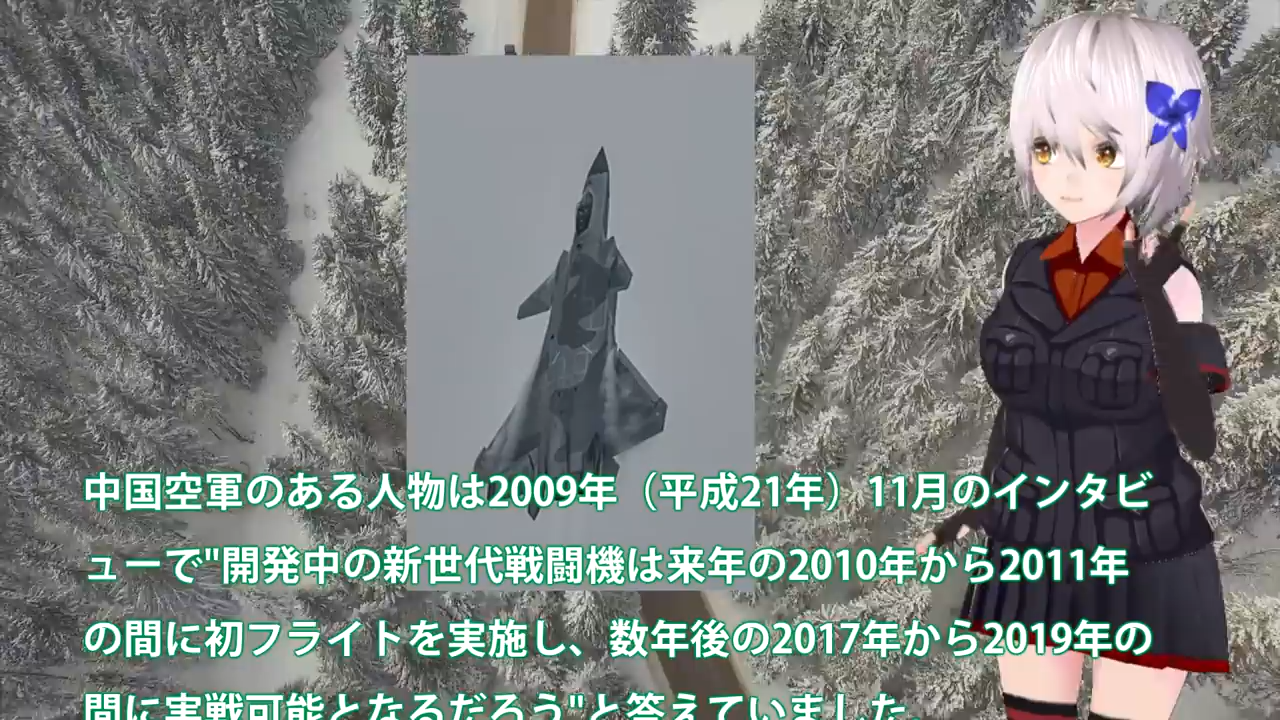 中国空軍のある人物は2009年（平成21年）11月のインタビ
ューで"開発中の新世代戦闘機は来年の2010年から2011年
の間に初フライトを実施し、数年後の2017年から2019年の
間に実戦可能となるだろう"と答えていました。